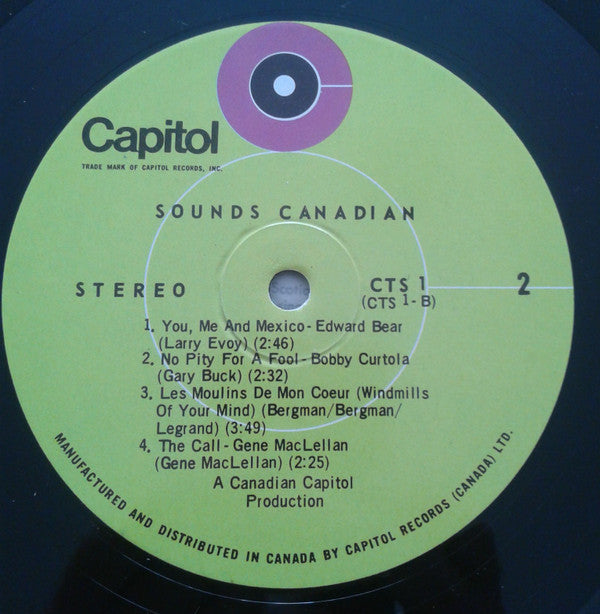 Capitol
TRADE MARK OF CAPITOL RECORDS, INC.
SOUNDS CANADIAN
STEREO
CTS 1
(CTS 1-B)
2
1. You, Me And Mexico-Edward Bear
(Larry Evoy) (2:46)
2. No Pity For A Fool-Bobby Curtola
(Gary Buck) (2:32)
3. Les Moulins De Mon Coeur (Windmills
Of Your Mind) (Bergman/Bergman/
Legrand) (3:49)
4. The Call-Gene MacLellan
(Gene MacLellan) (2:25)
A Canadian Capitol
Production
MANUFACTURED AND DISTRIBUTED IN CANADA BY CAPITOL RECORDS (CANADA) LTD.